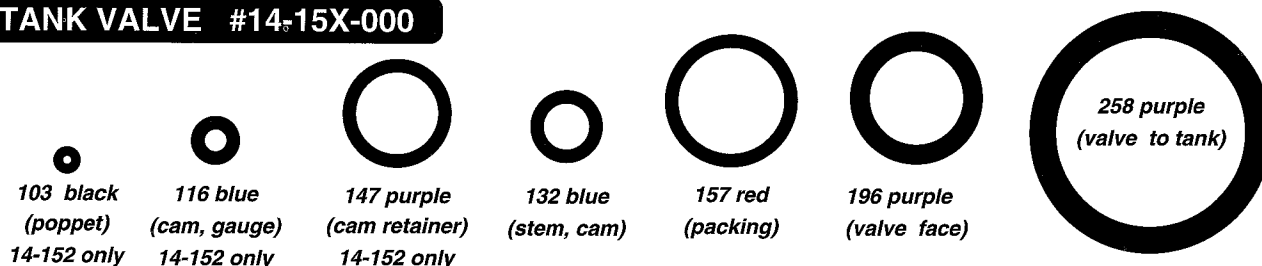 TANK VALVE #14-15X-000
103 black
(poppet)
14-152 only
116 blue
(cam, gauge)
14-152 only
147 purple
(cam retainer)
14-152 only
132 blue
(stem, cam)
157 red
(packing)
196 purple
(valve face)
258 purple
(valve to tank)